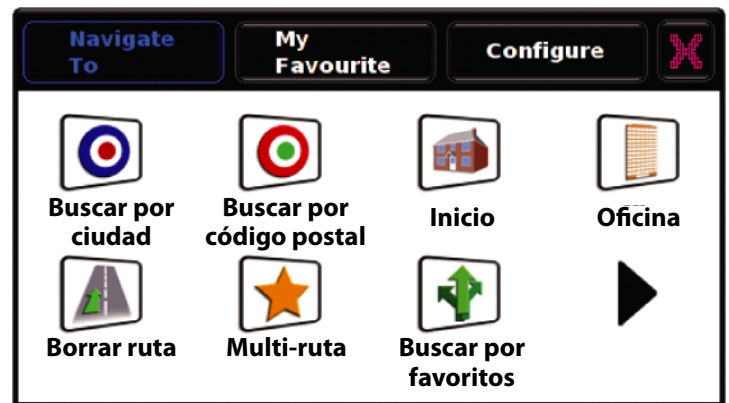 Navigate
To
My
Favourite
Configure
Buscar por
ciudad
Buscar por
código postal
Inicio
Oficina
Borrar ruta
Multi-ruta
Buscar por
favoritos